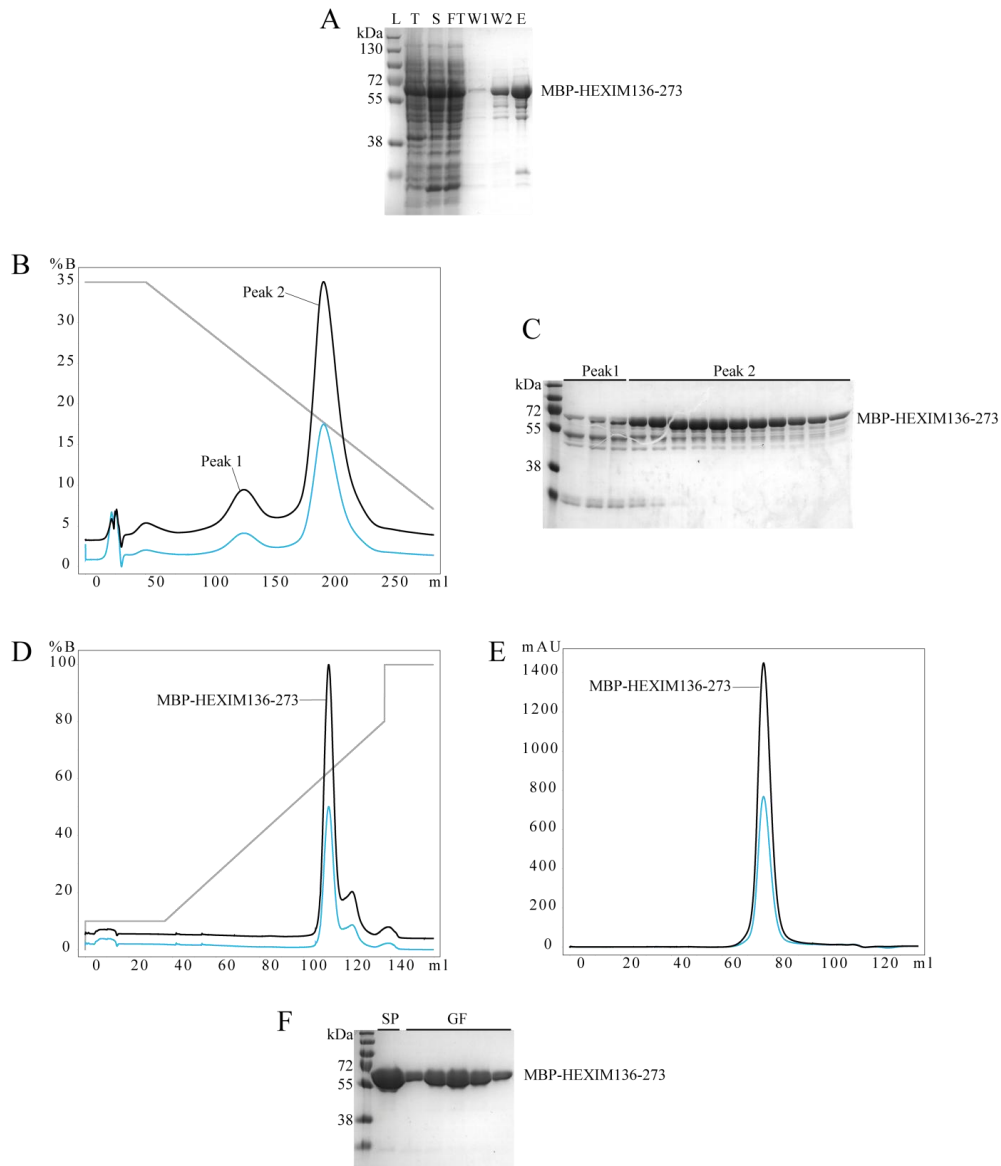 A
L T S FT W1 W2 E
kDa
130
72
55
38
MBP-HEXIM136-273
B
%B
35
30
25
20
15
10
5
0
Peak 2
Peak 1
0 50 100 150 200 250 ml
C
Peak1 Peak 2
kDa
72
55
38
MBP-HEXIM136-273
D
%B
100
80
60
40
20
0
MBP-HEXIM136-273
0 20 40 60 80 100 120 140 ml
E
mAU
1400
1200
1000
800
600
400
200
0
MBP-HEXIM136-273
0 20 40 60 80 100 120 ml
F
SP GF
kDa
72
55
38
MBP-HEXIM136-273